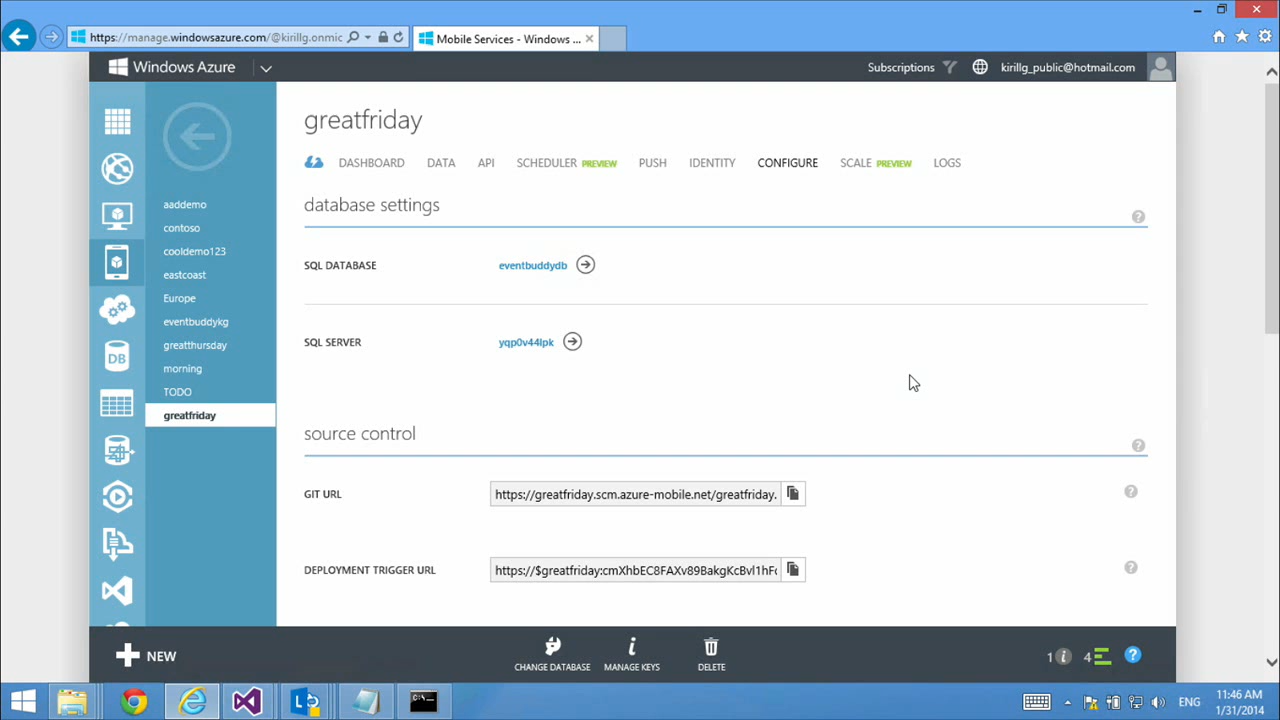 https://manage.windowsazure.com/@kirillg.onmic
Mobile Services - Windows ...
Windows Azure
Subscriptions
kirillg_public@hotmail.com
aaddemo
contoso
cooldemo123
eastcoast
Europe
eventbuddykg
greatthursday
morning
TODO
greatfriday
greatfriday
DASHBOARD DATA API SCHEDULER PREVIEW PUSH IDENTITY CONFIGURE SCALE PREVIEW LOGS
database settings
SQL DATABASE eventbuddydb
SQL SERVER yqp0v44lpk
source control
GIT URL https://greatfriday.scm.azure-mobile.net/greatfriday.
DEPLOYMENT TRIGGER URL https://$greatfriday:cmXhbEC8FAXv89BakgKcBvl1hF
DB
NEW
CHANGE DATABASE MANAGE KEYS DELETE
1 4
ENG
11:46 AM
1/31/2014